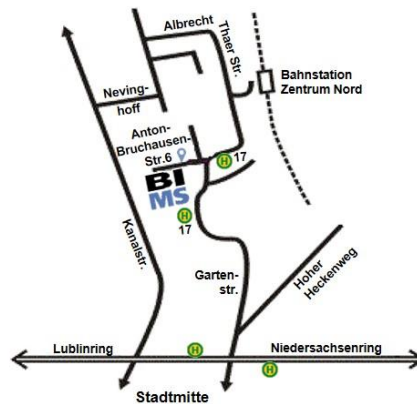 Albrecht
Thaer Str.
Bahnstation
Zentrum Nord
Neving-
hoff
Anton-
Bruchausen-
Str.6
H 17
BI
MS
H
17
Kanalstr.
Garten-
str.
Hoher
Heckenweg
Lublinring
H
Niedersachsenring
H
Stadtmitte